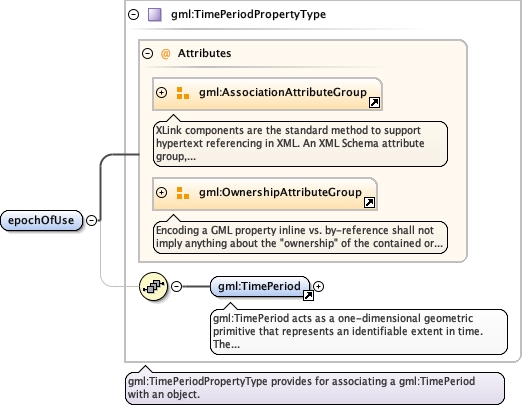 gml:TimePeriodPropertyType
@ Attributes
gml:AssociationAttributeGroup
XLink components are the standard method to support
hypertext referencing in XML. An XML Schema attribute
group,...
gml:OwnershipAttributeGroup
Encoding a GML property inline vs. by-reference shall not
imply anything about the "ownership" of the contained or...
epochOfUse
gml:TimePeriod
gml:TimePeriod acts as a one-dimensional geometric
primitive that represents an identifiable extent in time.
The...
gml:TimePeriodPropertyType provides for associating a gml:TimePeriod
with an object.